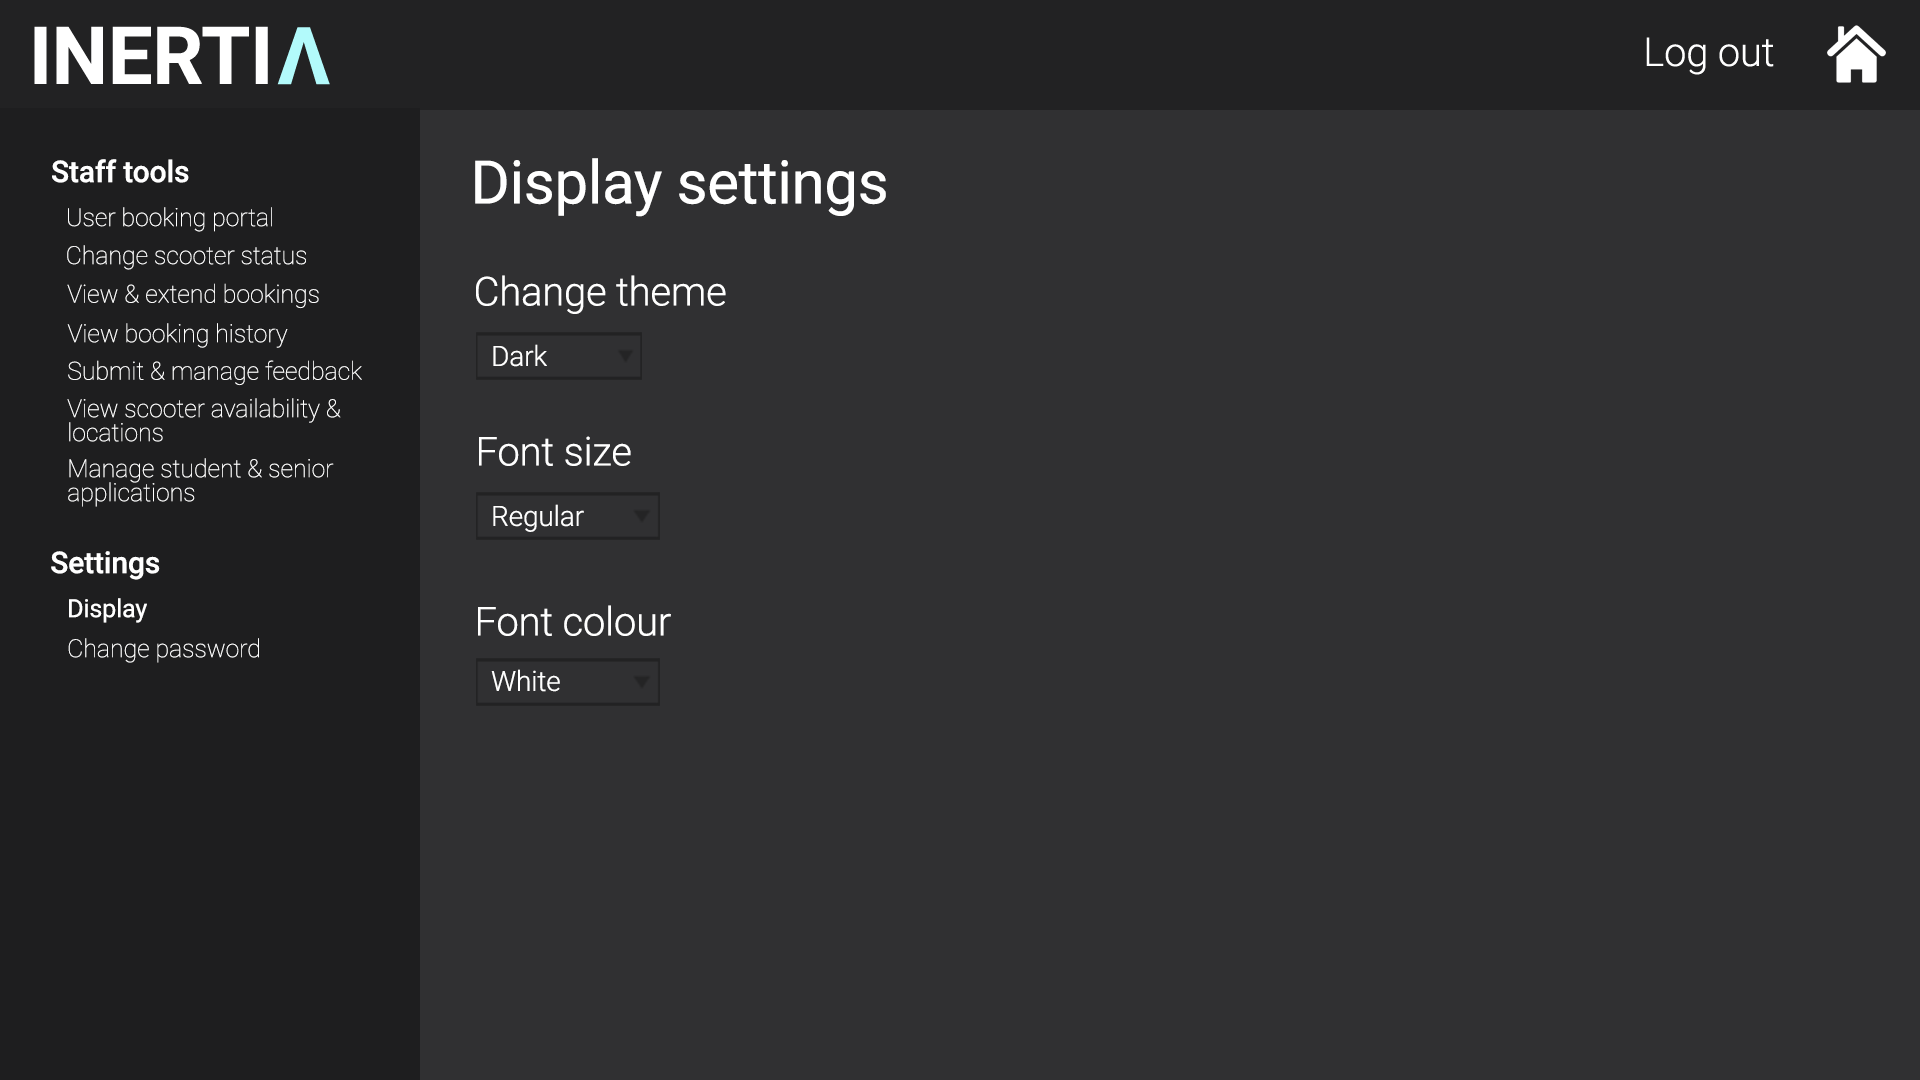 INERTIA
Log out
Staff tools
User booking portal
Change scooter status
View & extend bookings
View booking history
Submit & manage feedback
View scooter availability &
locations
Manage student & senior
applications
Settings
Display
Change password
Display settings
Change theme
Dark
Font size
Regular
Font colour
White